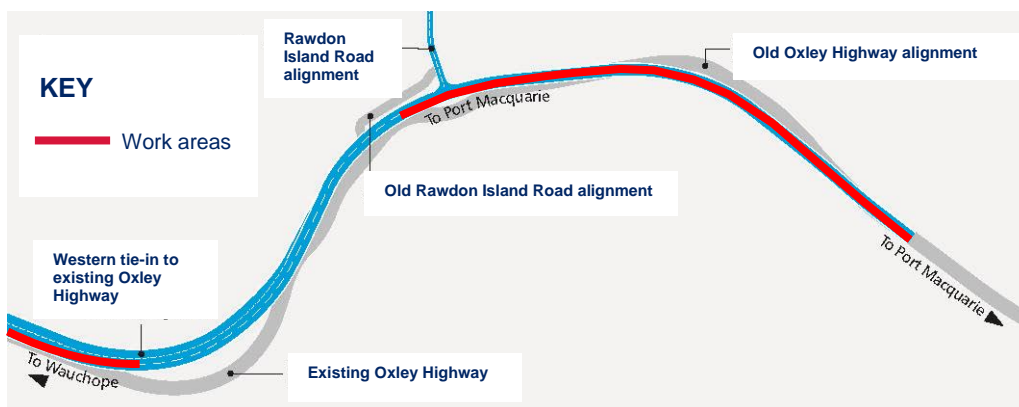 Rawdon
Island Road
alignment
Old Oxley Highway alignment
KEY
Work areas
To Port Macquarie
Old Rawdon Island Road alignment
Western tie-in to
existing Oxley
Highway
To Port Macquarie
To Wauchope
Existing Oxley Highway